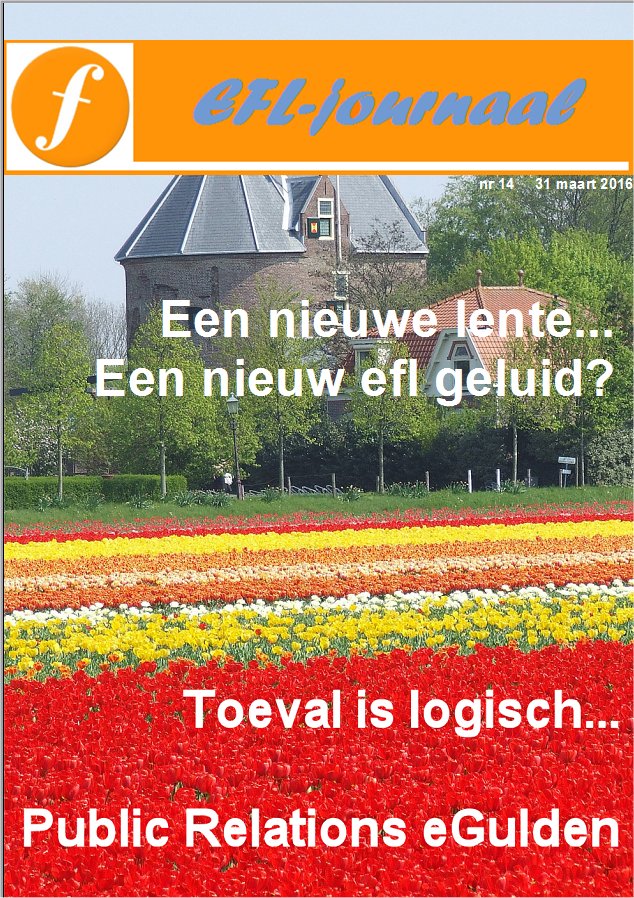 f
EFL-journaal
nr 14 31 maart 2016
Een nieuwe lente...
Een nieuw efl geluid?
Toeval is logisch...
Public Relations eGulden